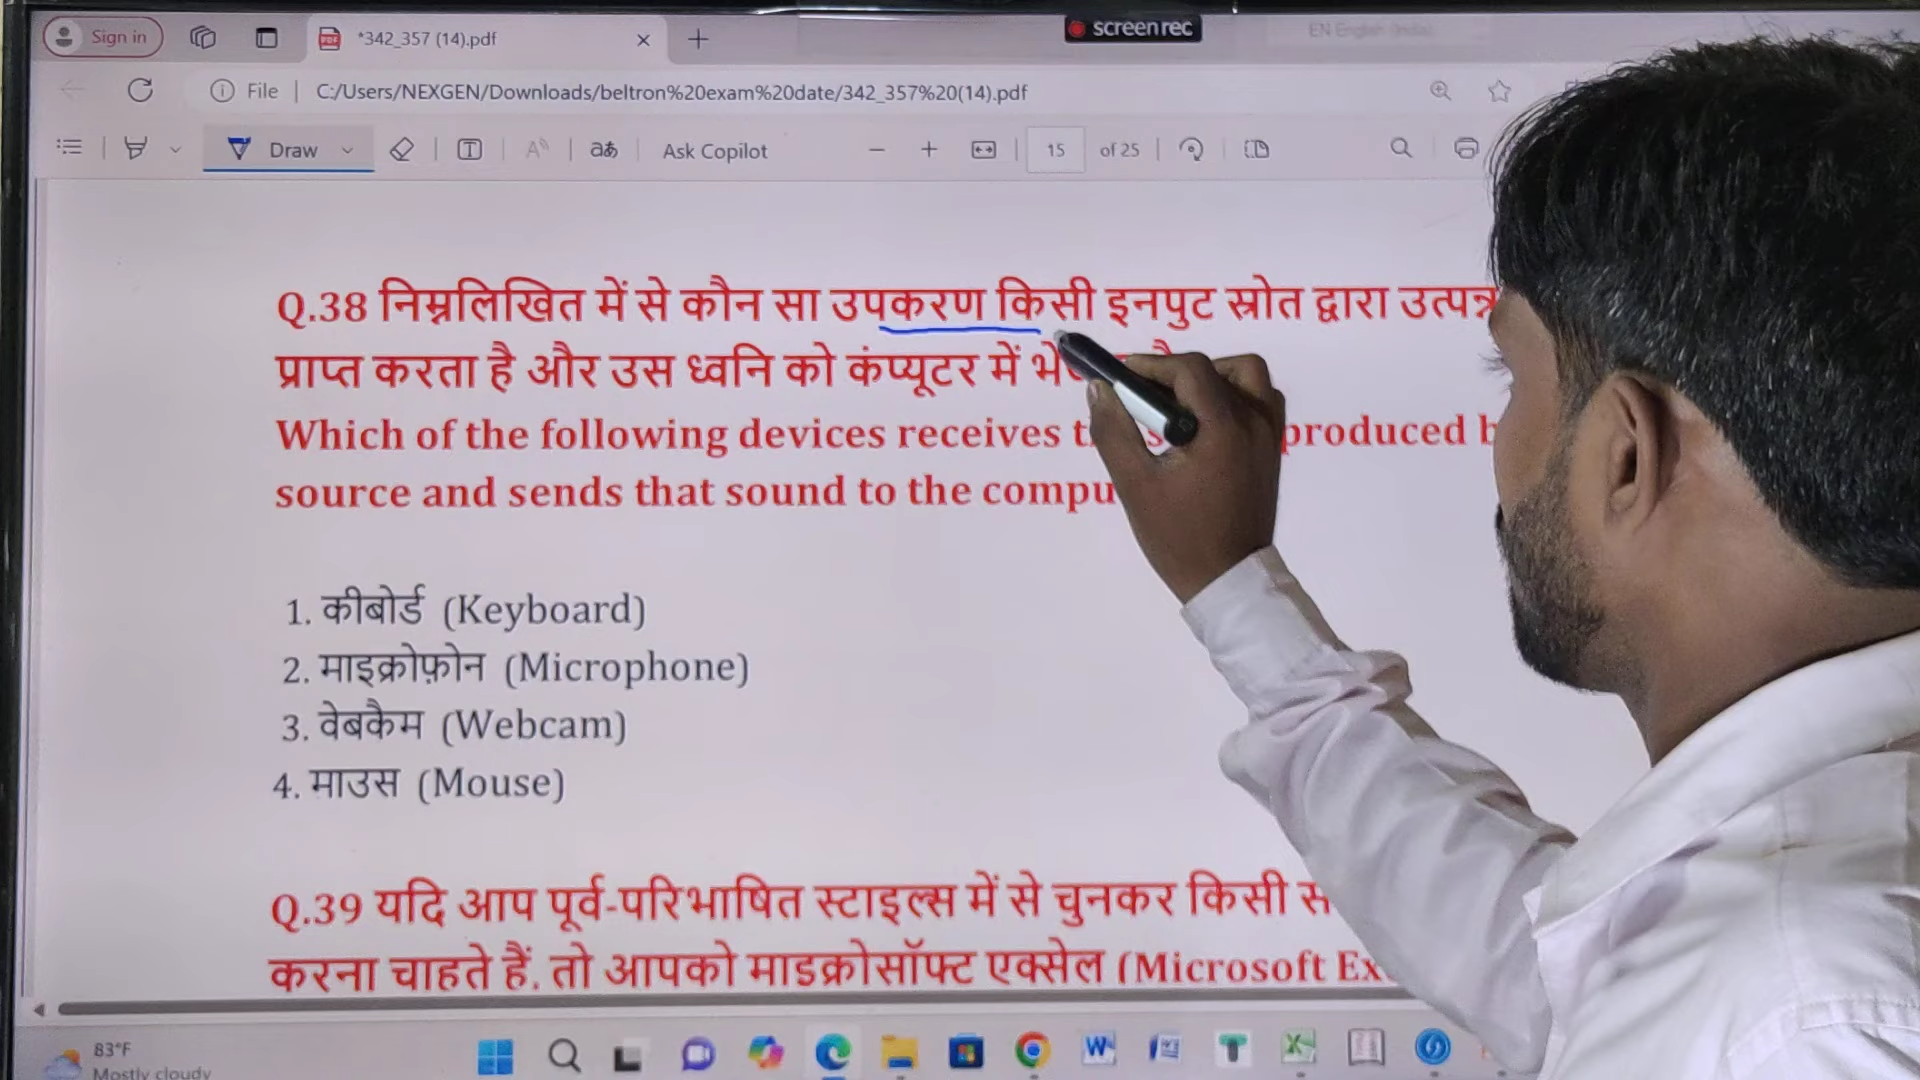 Sign in
*342_357 (14).pdf
screenrec
EN English (India)
File
C:/Users/NEXGEN/Downloads/beltron%20exam%20date/342_357%20(14).pdf
Draw
Ask Copilot
15 of 25
Q.38 निम्नलिखित में से कौन सा उपकरण किसी इनपुट स्रोत द्वारा उत्पन्न
प्राप्त करता है और उस ध्वनि को कंप्यूटर में
Which of the following devices receives produced
source and sends that sound to the compu
1. कीबोर्ड (Keyboard)
2. माइक्रोफ़ोन (Microphone)
3. वेबकैम (Webcam)
4. माउस (Mouse)
Q.39 यदि आप पूर्व-परिभाषित स्टाइल्स में से चुनकर किसी
करना चाहते हैं. तो आपको माइक्रोसॉफ्ट एक्सेल (Microsoft Ex
83°F
Mostly cloudy